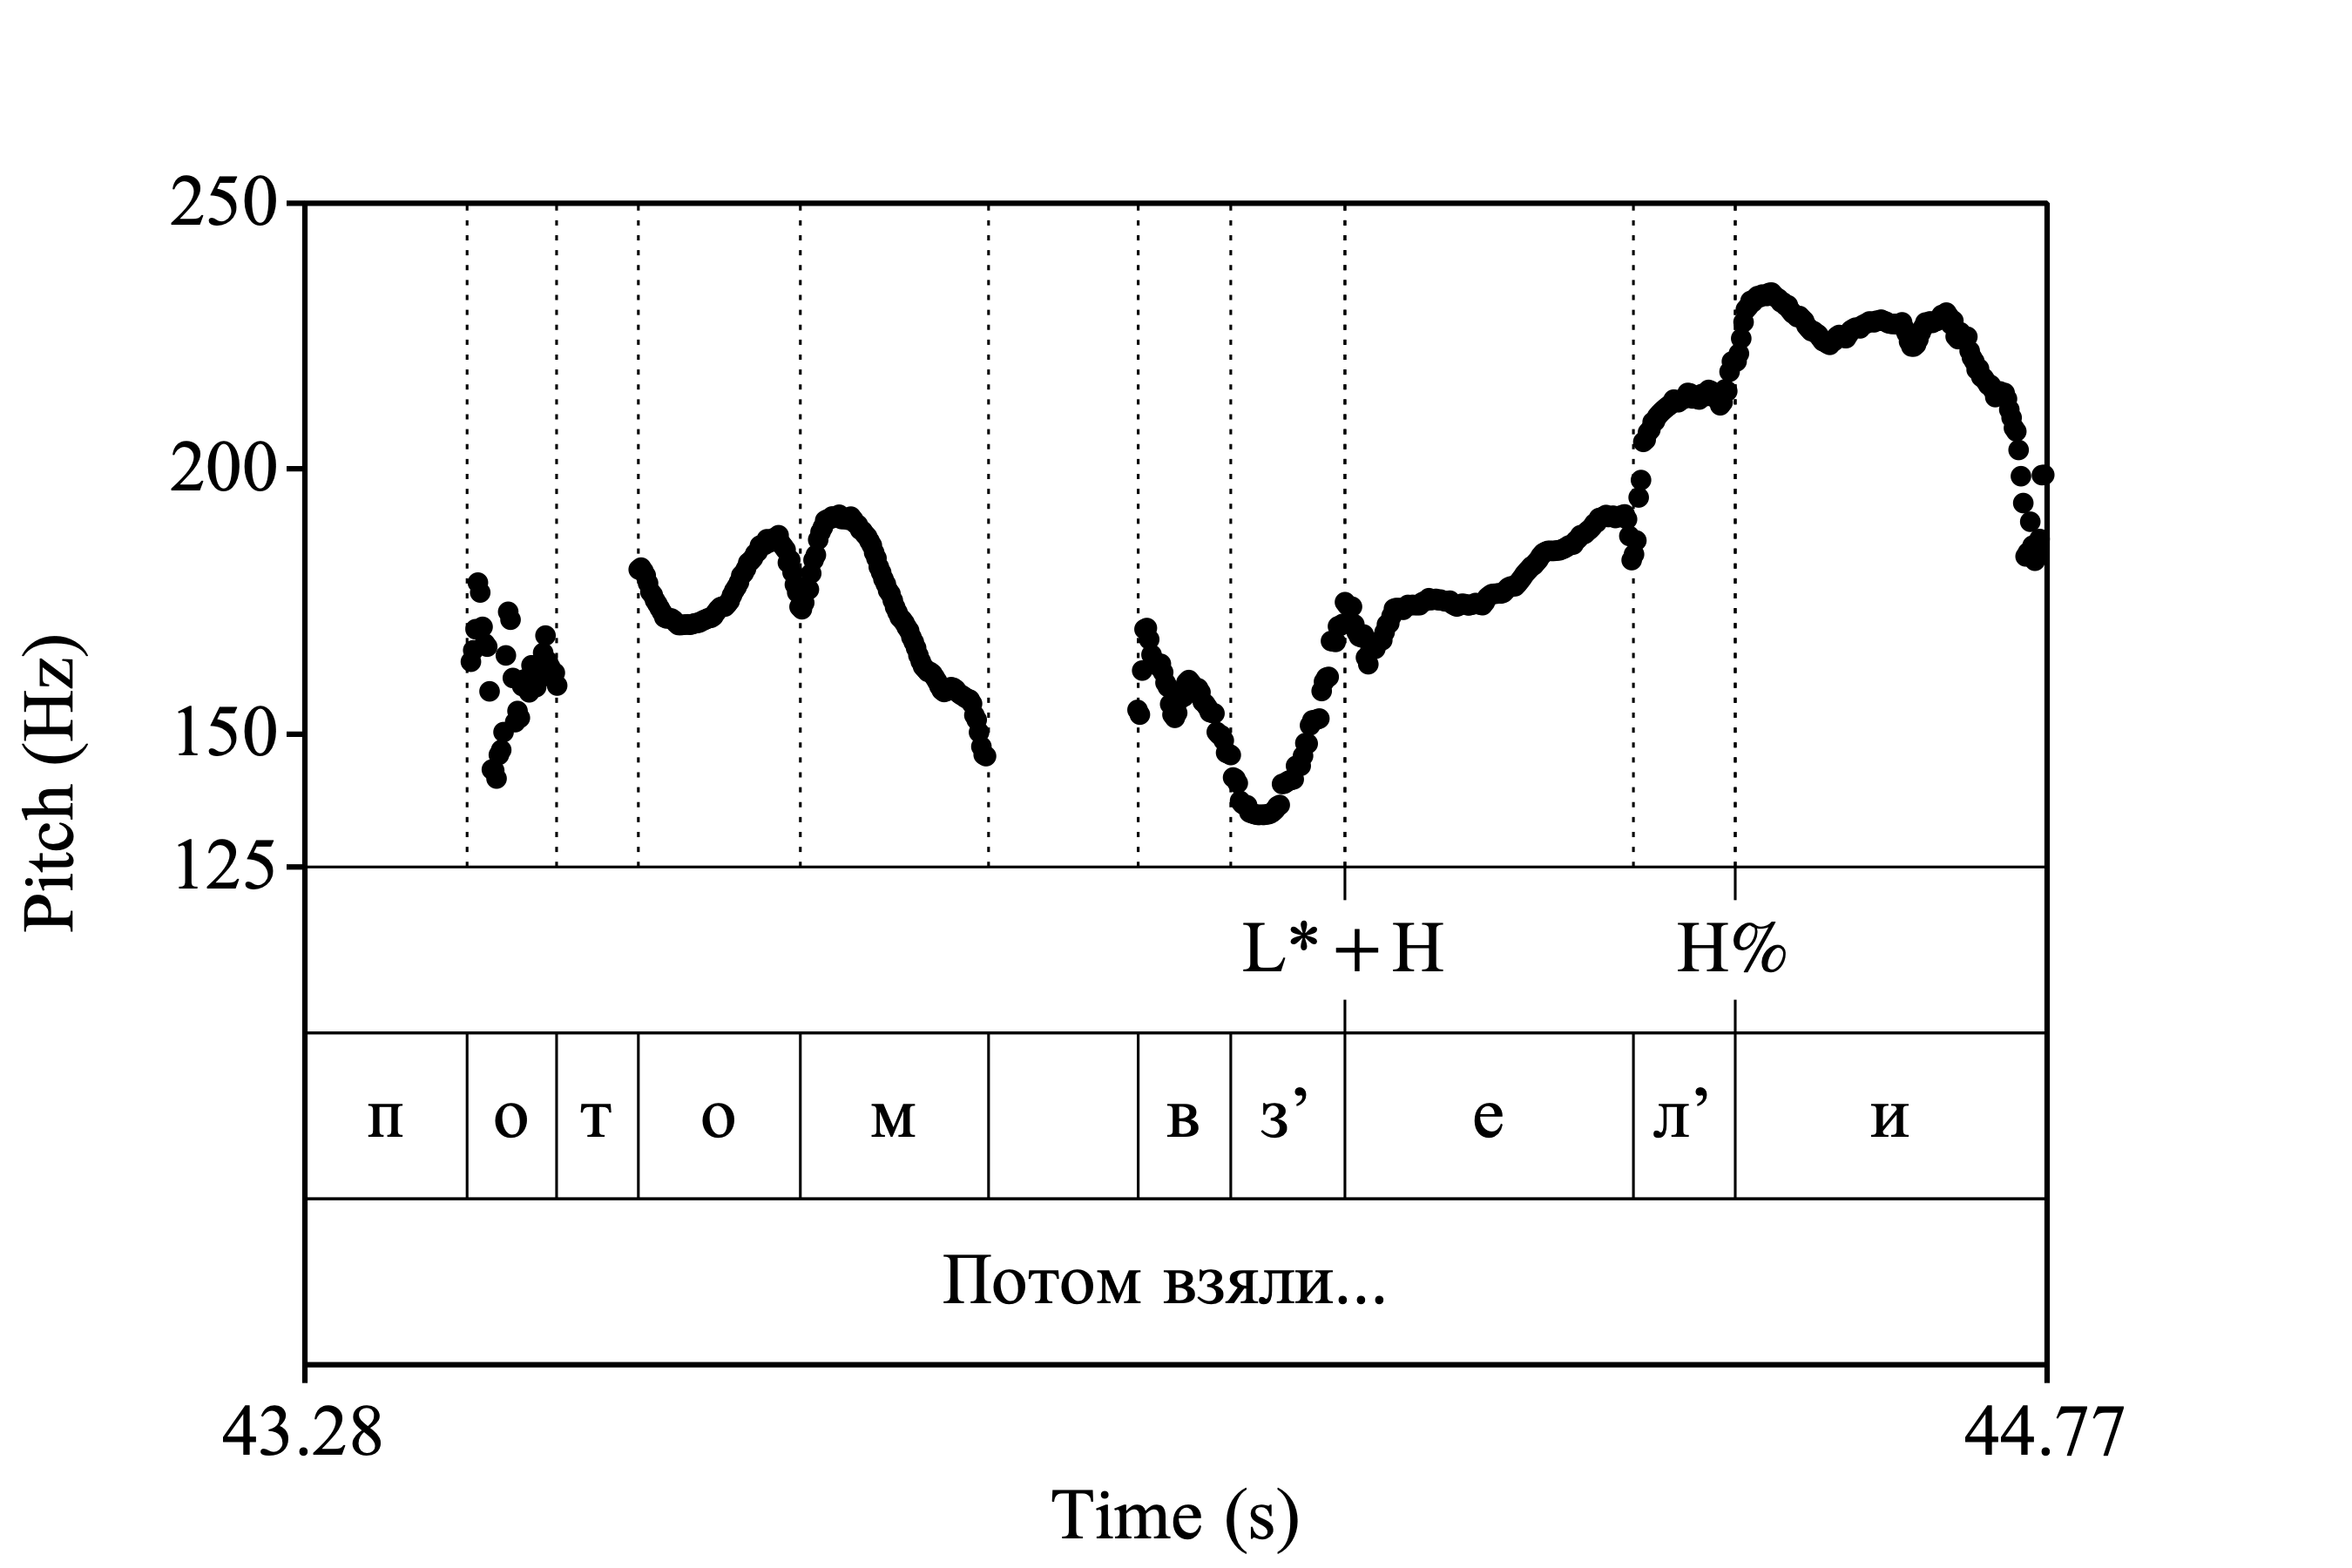 250
200
150
125
Pitch (Hz)
L*+H H%
п о т о м в з’ е л’ и
Потом взяли...
43.28 44.77
Time (s)